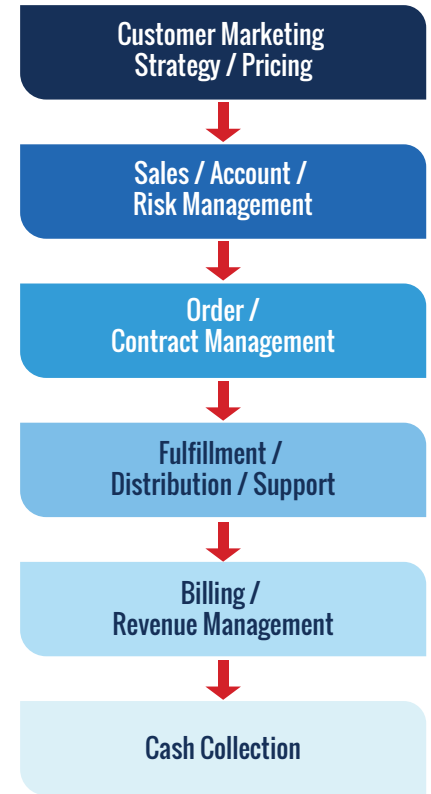 Customer Marketing
Strategy / Pricing
Sales / Account /
Risk Management
Order /
Contract Management
Fulfillment /
Distribution / Support
Billing /
Revenue Management
Cash Collection